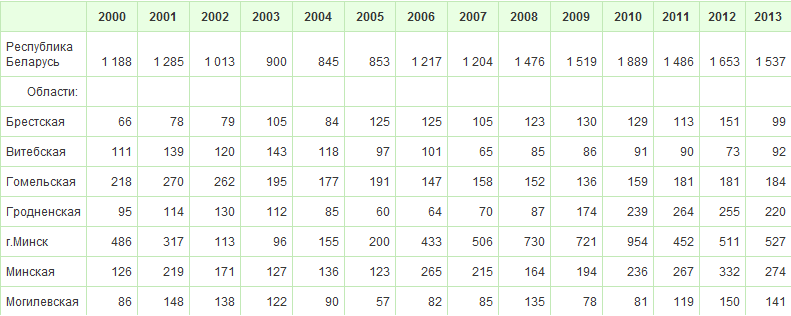 2000 2001 2002 2003 2004 2005 2006 2007 2008 2009 2010 2011 2012 2013
Республика
Беларусь 1 188 1 285 1 013 900 845 853 1 217 1 204 1 476 1 519 1 889 1 486 1 653 1 537
Области:
Брестская 66 78 79 105 84 125 125 105 123 130 129 113 151 99
Витебская 111 139 120 143 118 97 101 65 85 86 91 90 73 92
Гомельская 218 270 262 195 177 191 147 158 152 136 159 181 181 184
Гродненская 95 114 130 112 85 60 64 70 87 174 239 264 255 220
г.Минск 486 317 113 96 155 200 433 506 730 721 954 452 511 527
Минская 126 219 171 127 136 123 265 215 164 194 236 267 332 274
Могилевская 86 148 138 122 90 57 82 85 135 78 81 119 150 141